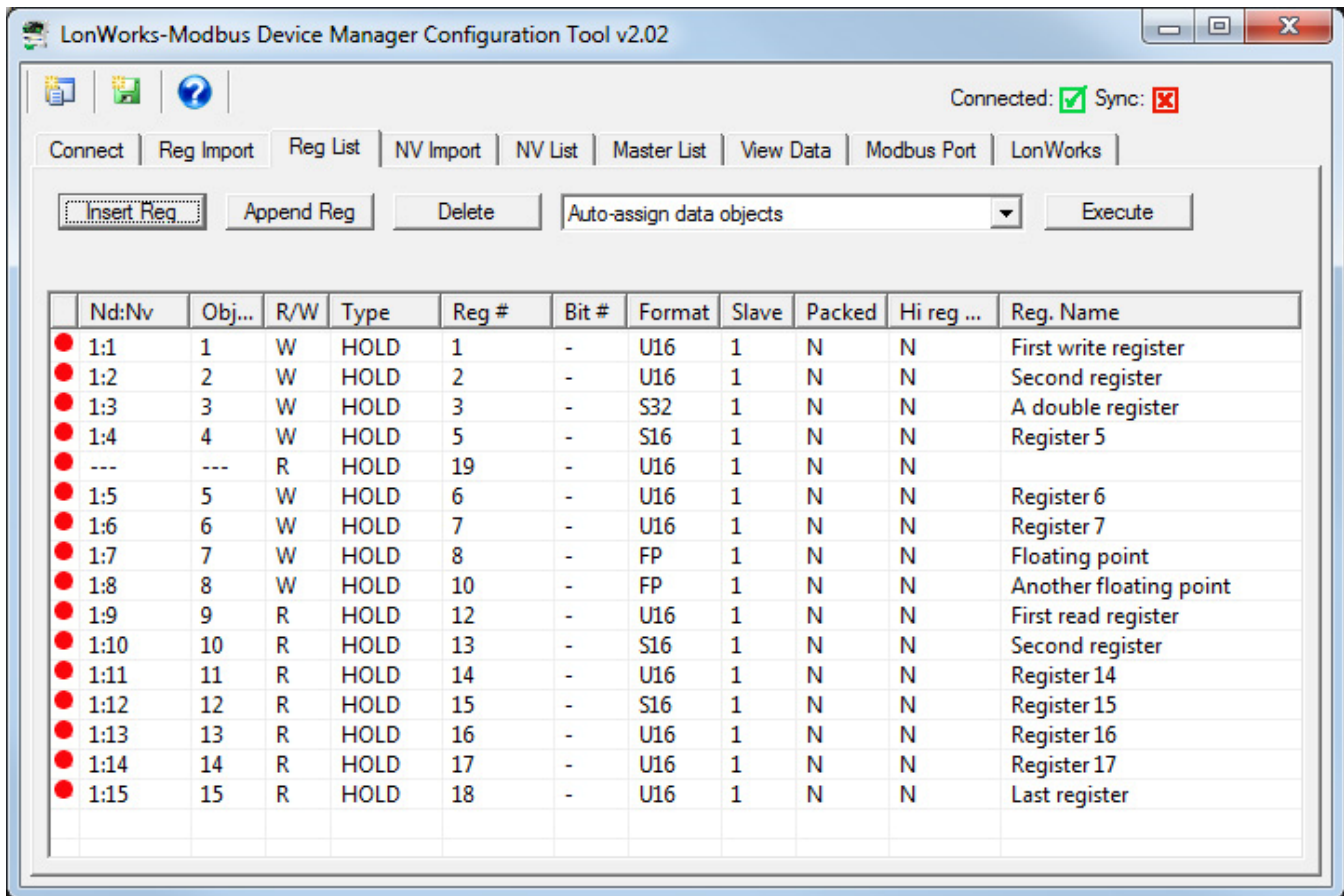 LonWorks-Modbus Device Manager Configuration Tool v2.02
Connected: Sync:
Connect Reg Import Reg List NV Import NV List Master List View Data Modbus Port LonWorks
Insert Reg Append Reg Delete Auto-assign data objects Execute
Nd:Nv Obj... R/W Type Reg # Bit # Format Slave Packed Hi reg ... Reg. Name
1:1 1 W HOLD 1 - U16 1 N N First write register
1:2 2 W HOLD 2 - U16 1 N N Second register
1:3 3 W HOLD 3 - S32 1 N N A double register
1:4 4 W HOLD 5 - S16 1 N N Register 5
--- --- R HOLD 19 - U16 1 N N
1:5 5 W HOLD 6 - U16 1 N N Register 6
1:6 6 W HOLD 7 - U16 1 N N Register 7
1:7 7 W HOLD 8 - FP 1 N N Floating point
1:8 8 W HOLD 10 - FP 1 N N Another floating point
1:9 9 R HOLD 12 - U16 1 N N First read register
1:10 10 R HOLD 13 - S16 1 N N Second register
1:11 11 R HOLD 14 - U16 1 N N Register 14
1:12 12 R HOLD 15 - S16 1 N N Register 15
1:13 13 R HOLD 16 - U16 1 N N Register 16
1:14 14 R HOLD 17 - U16 1 N N Register 17
1:15 15 R HOLD 18 - U16 1 N N Last register